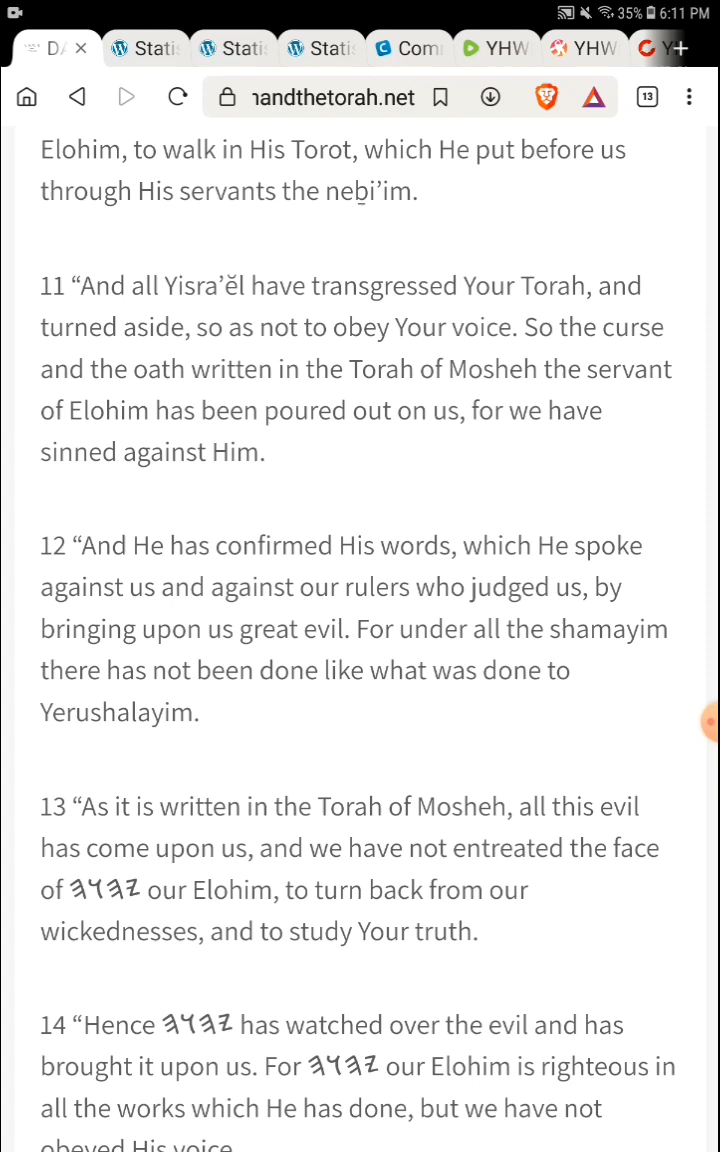 35% 6:11 PM
D/ Stati Stati Stati Com YHW YHW Y
handthetorah.net 13
Elohim, to walk in His Torot, which He put before us
through His servants the neḇi’im.
11 “And all Yisra’ĕl have transgressed Your Torah, and
turned aside, so as not to obey Your voice. So the curse
and the oath written in the Torah of Mosheh the servant
of Elohim has been poured out on us, for we have
sinned against Him.
12 “And He has confirmed His words, which He spoke
against us and against our rulers who judged us, by
bringing upon us great evil. For under all the shamayim
there has not been done like what was done to
Yerushalayim.
13 “As it is written in the Torah of Mosheh, all this evil
has come upon us, and we have not entreated the face
of 𐤉𐤄𐤅𐤄 our Elohim, to turn back from our
wickednesses, and to study Your truth.
14 “Hence 𐤉𐤄𐤅𐤄 has watched over the evil and has
brought it upon us. For 𐤉𐤄𐤅𐤄 our Elohim is righteous in
all the works which He has done, but we have not
obeyed His voice